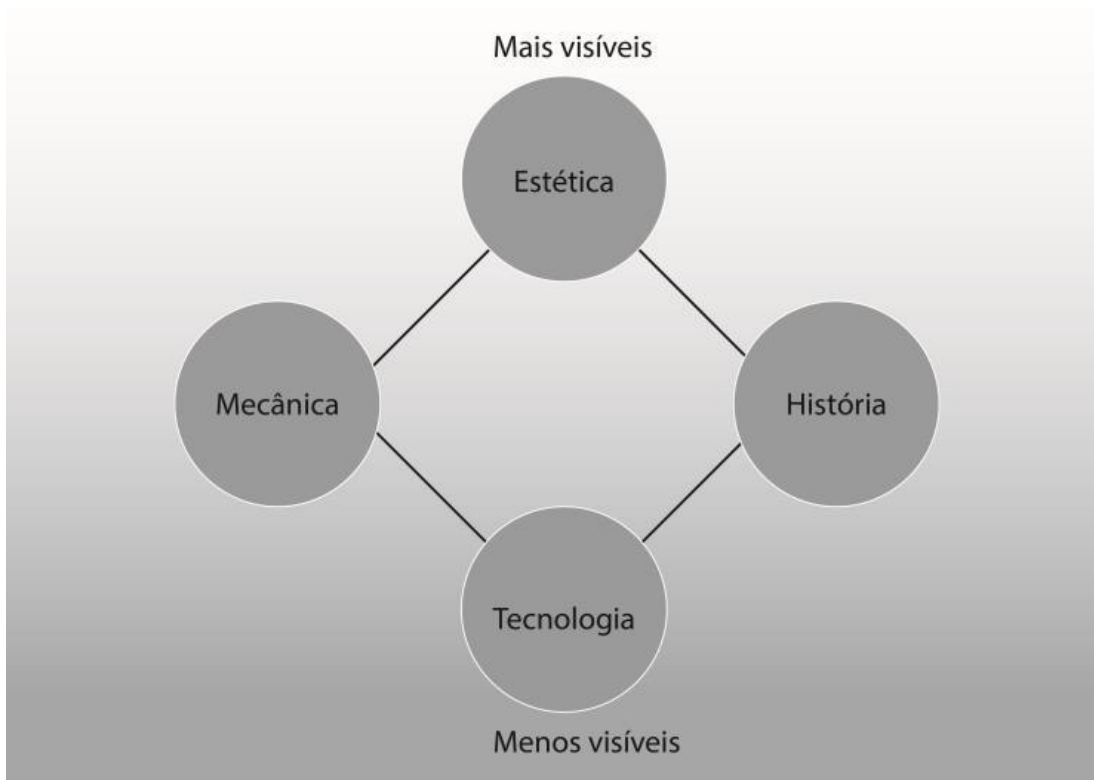 Mais visíveis
Estética
Mecânica
História
Tecnologia
Menos visíveis